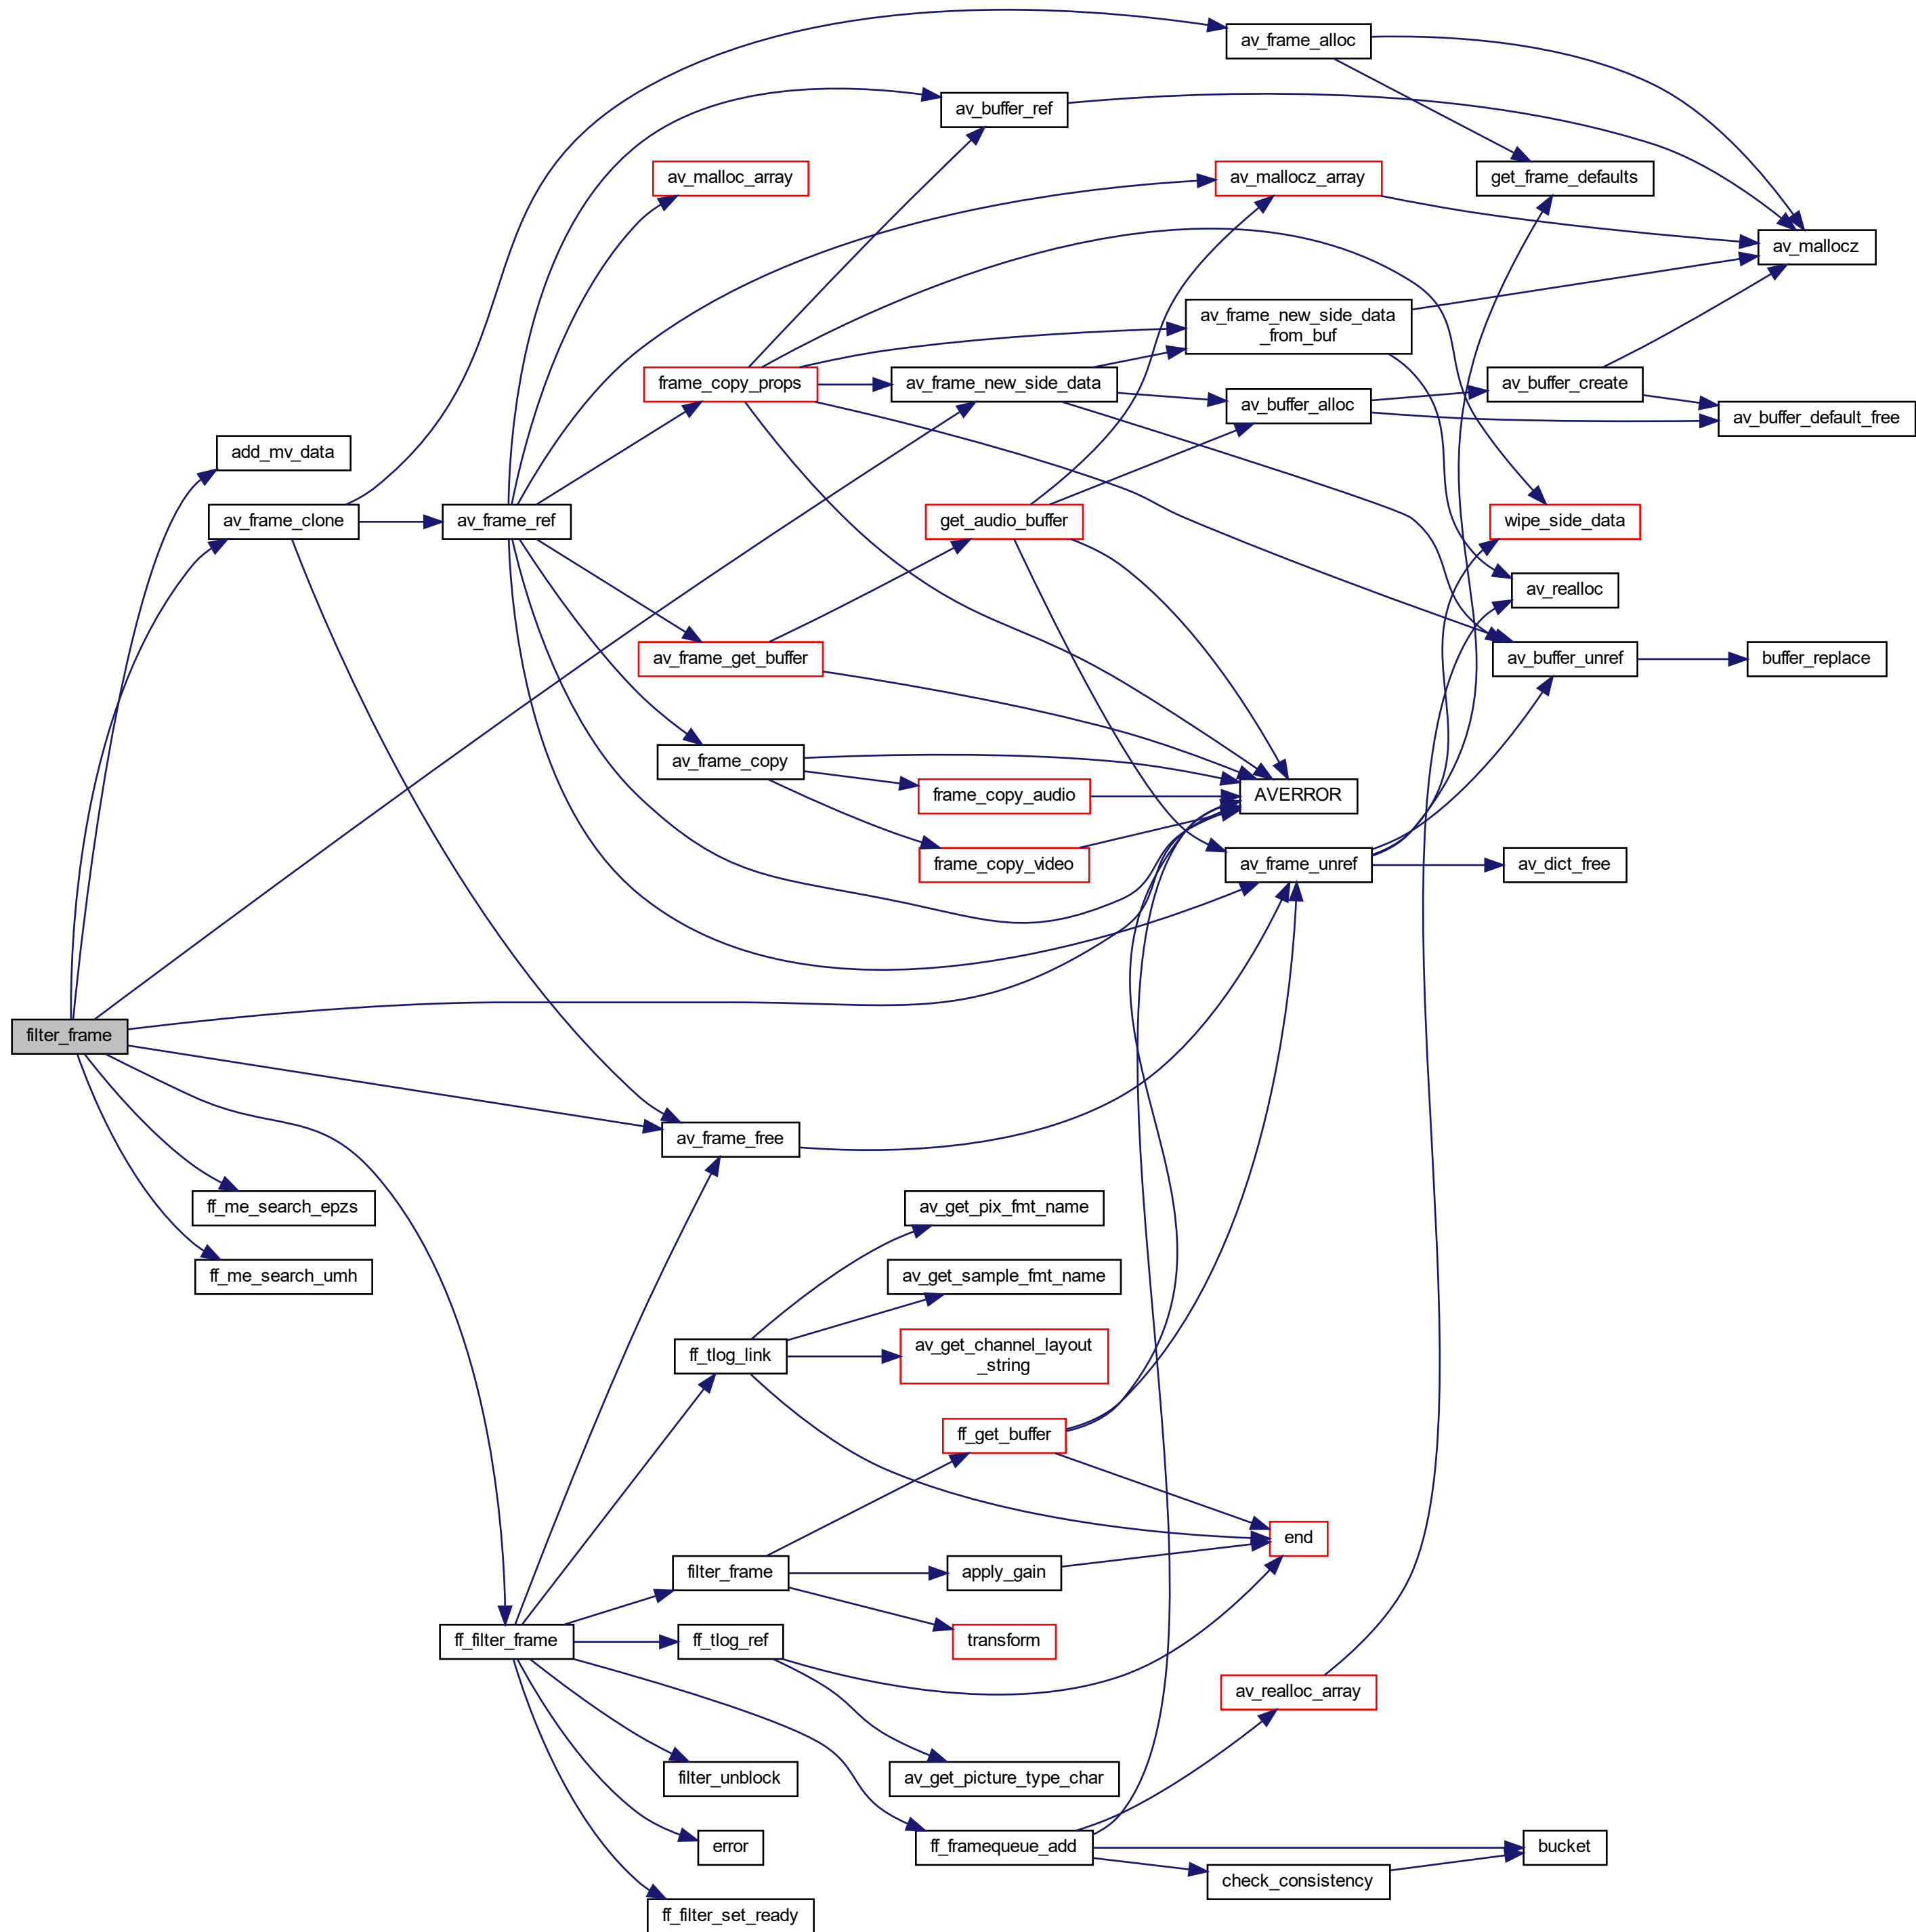 av_frame_alloc
av_buffer_ref
av_malloc_array
av_mallocz_array
get_frame_defaults
av_mallocz
av_frame_new_side_data
_from_buf
frame_copy_props
av_frame_new_side_data
av_buffer_alloc
av_buffer_create
av_buffer_default_free
add_mv_data
av_frame_clone
av_frame_ref
get_audio_buffer
wipe_side_data
av_realloc
av_frame_get_buffer
av_buffer_unref
buffer_replace
av_frame_copy
frame_copy_audio
AVERROR
frame_copy_video
av_frame_unref
av_dict_free
filter_frame
av_frame_free
ff_me_search_epzs
av_get_pix_fmt_name
ff_me_search_umh
av_get_sample_fmt_name
ff_tlog_link
av_get_channel_layout
_string
ff_get_buffer
end
filter_frame
apply_gain
ff_filter_frame
ff_tlog_ref
transform
av_realloc_array
filter_unblock
av_get_picture_type_char
error
ff_framequeue_add
bucket
check_consistency
ff_filter_set_ready